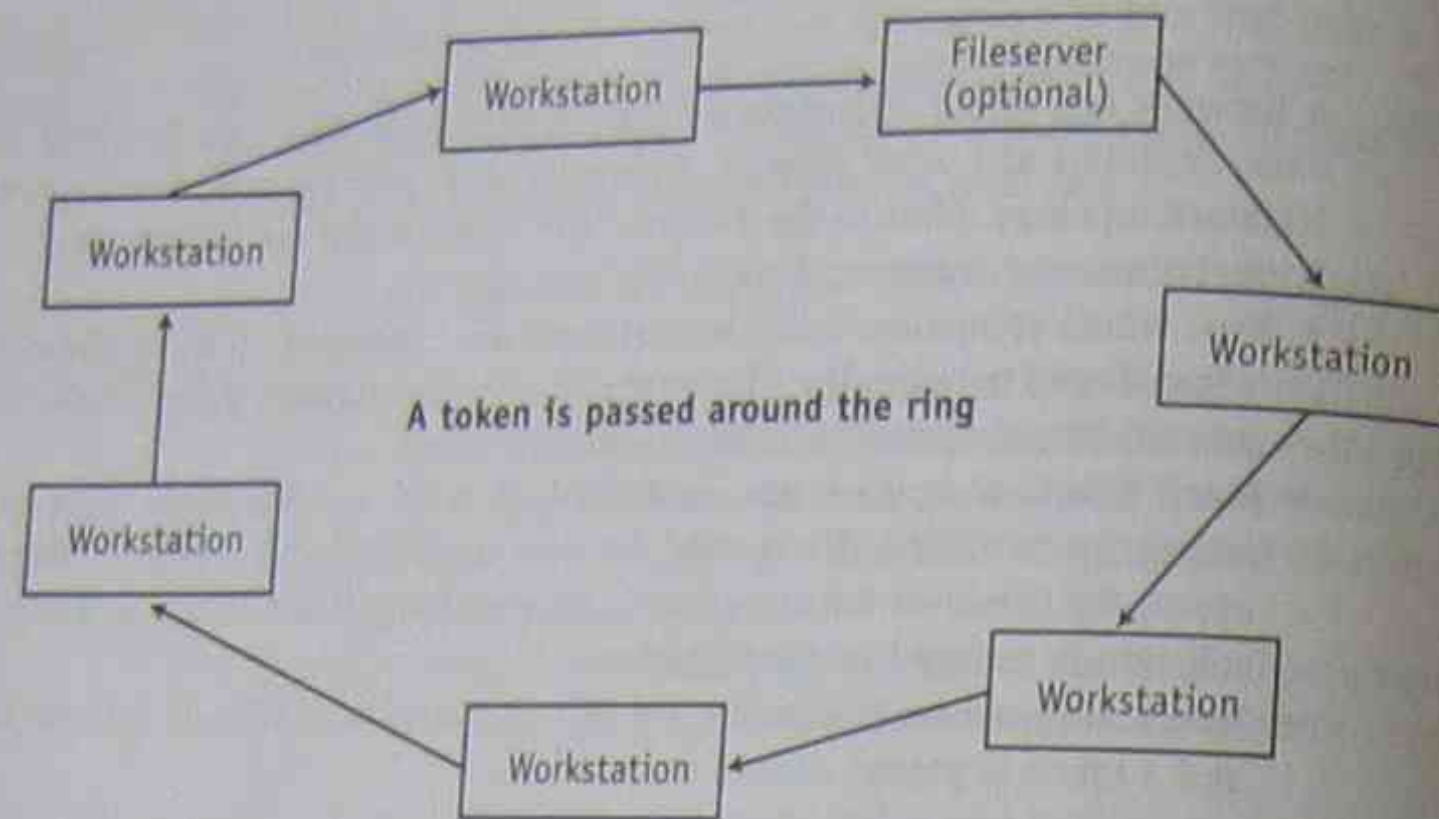 Workstation
Fileserver
(optional)
Workstation
Workstation
A token is passed around the ring
Workstation
Workstation
Workstation